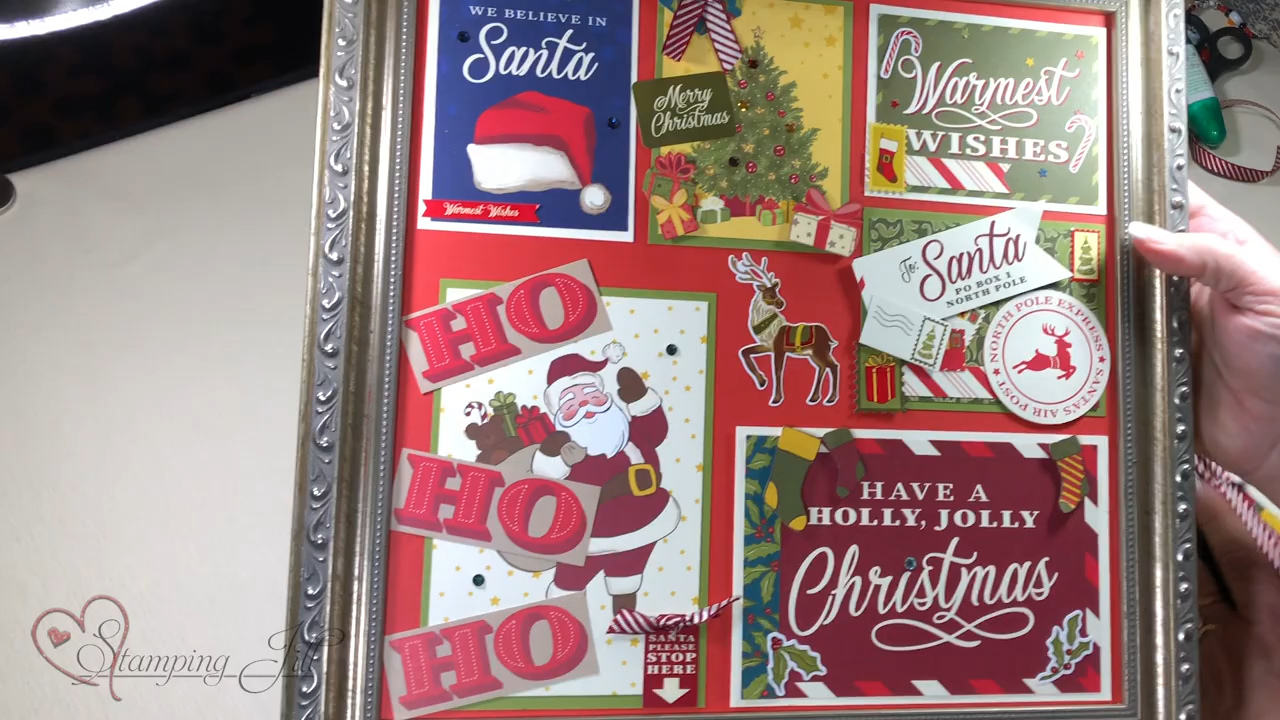 WE BELIEVE IN
Santa
Warmest Wishes
Merry
Christmas
Warmest
WISHES
To: Santa
PO BOX 1
NORTH POLE
NORTH POLE EXPRESS
SANTA'S AIR POST
HO
HO
HO
SANTA
PLEASE
STOP
HERE
HAVE A
HOLLY, JOLLY
Christmas
Stamping Jill